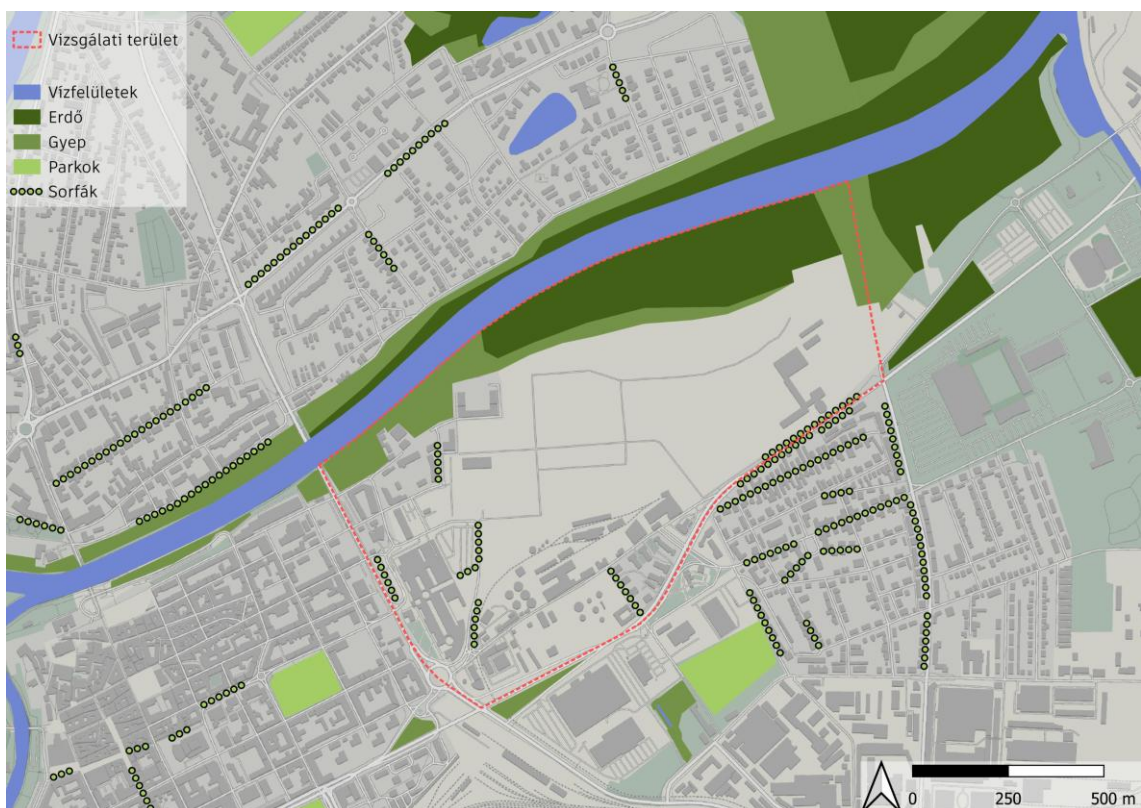 Vizsgálati terület
Vízfelületek
Erdő
Gyep
Parkok
Sorfák
0 250 500 m